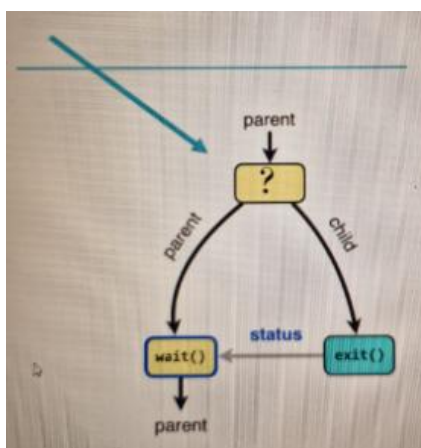 parent
?
parent
child
status
wait()
exit()
parent